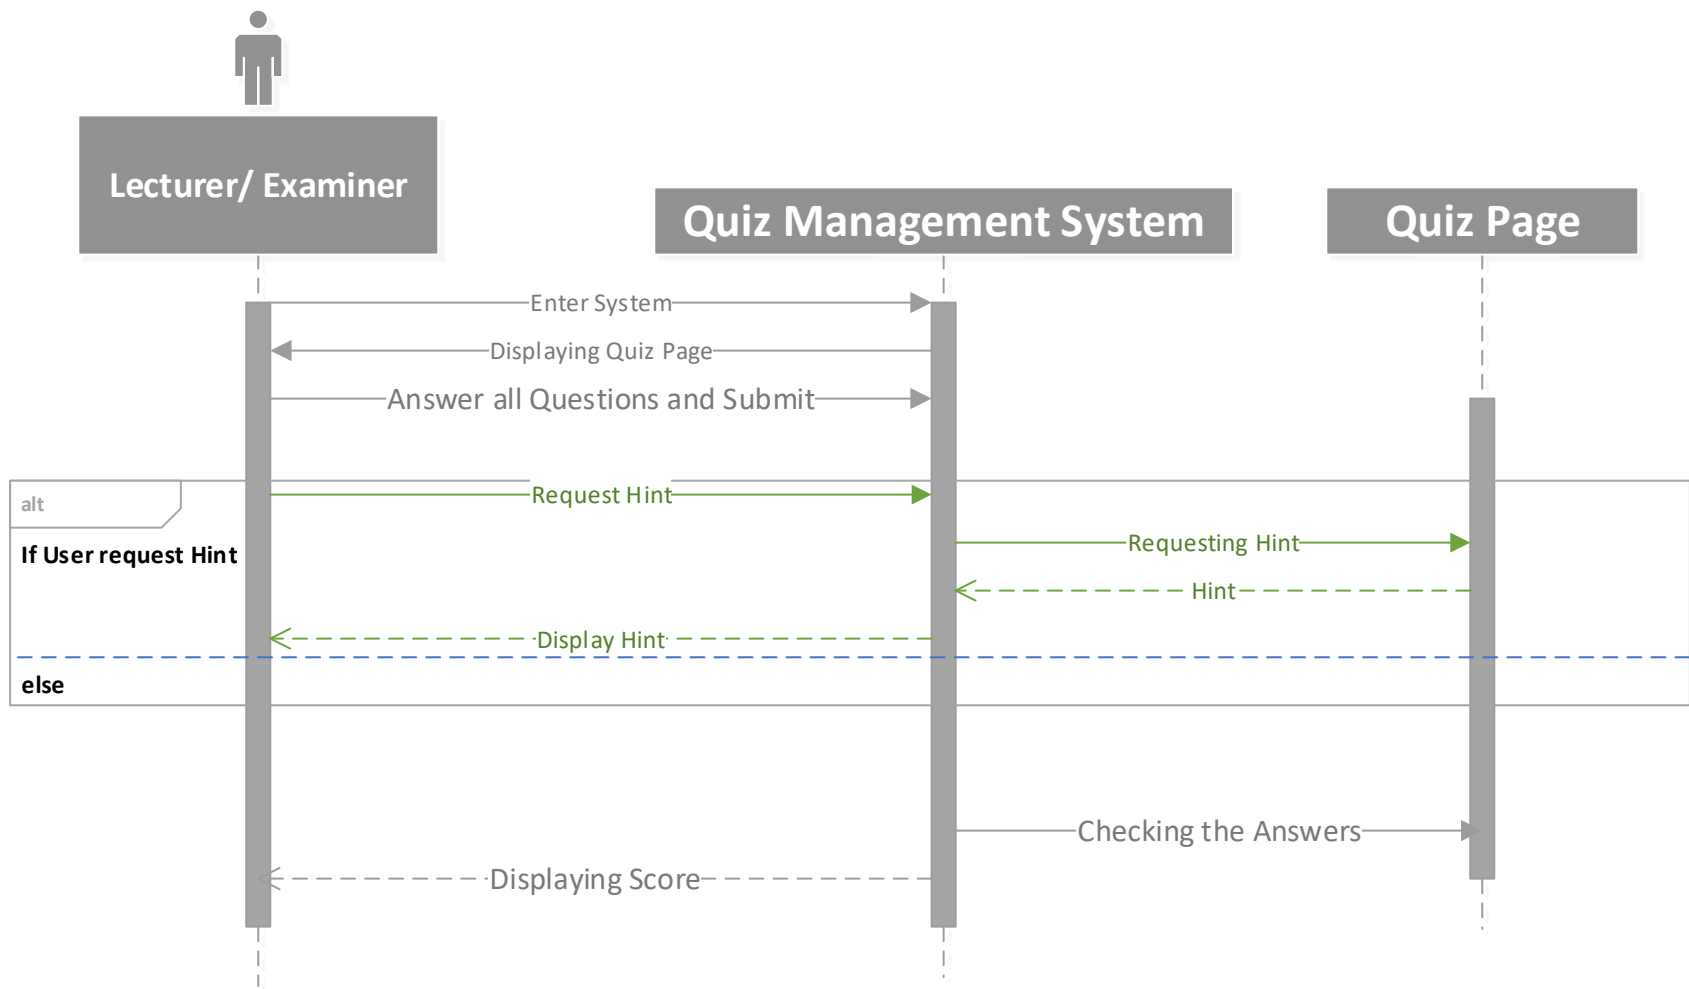 Lecturer/ Examiner
Quiz Management System
Quiz Page
Enter System
Displaying Quiz Page
Answer all Questions and Submit
alt
Request Hint
If User request Hint
Requesting Hint
Hint
Display Hint
else
Checking the Answers
Displaying Score